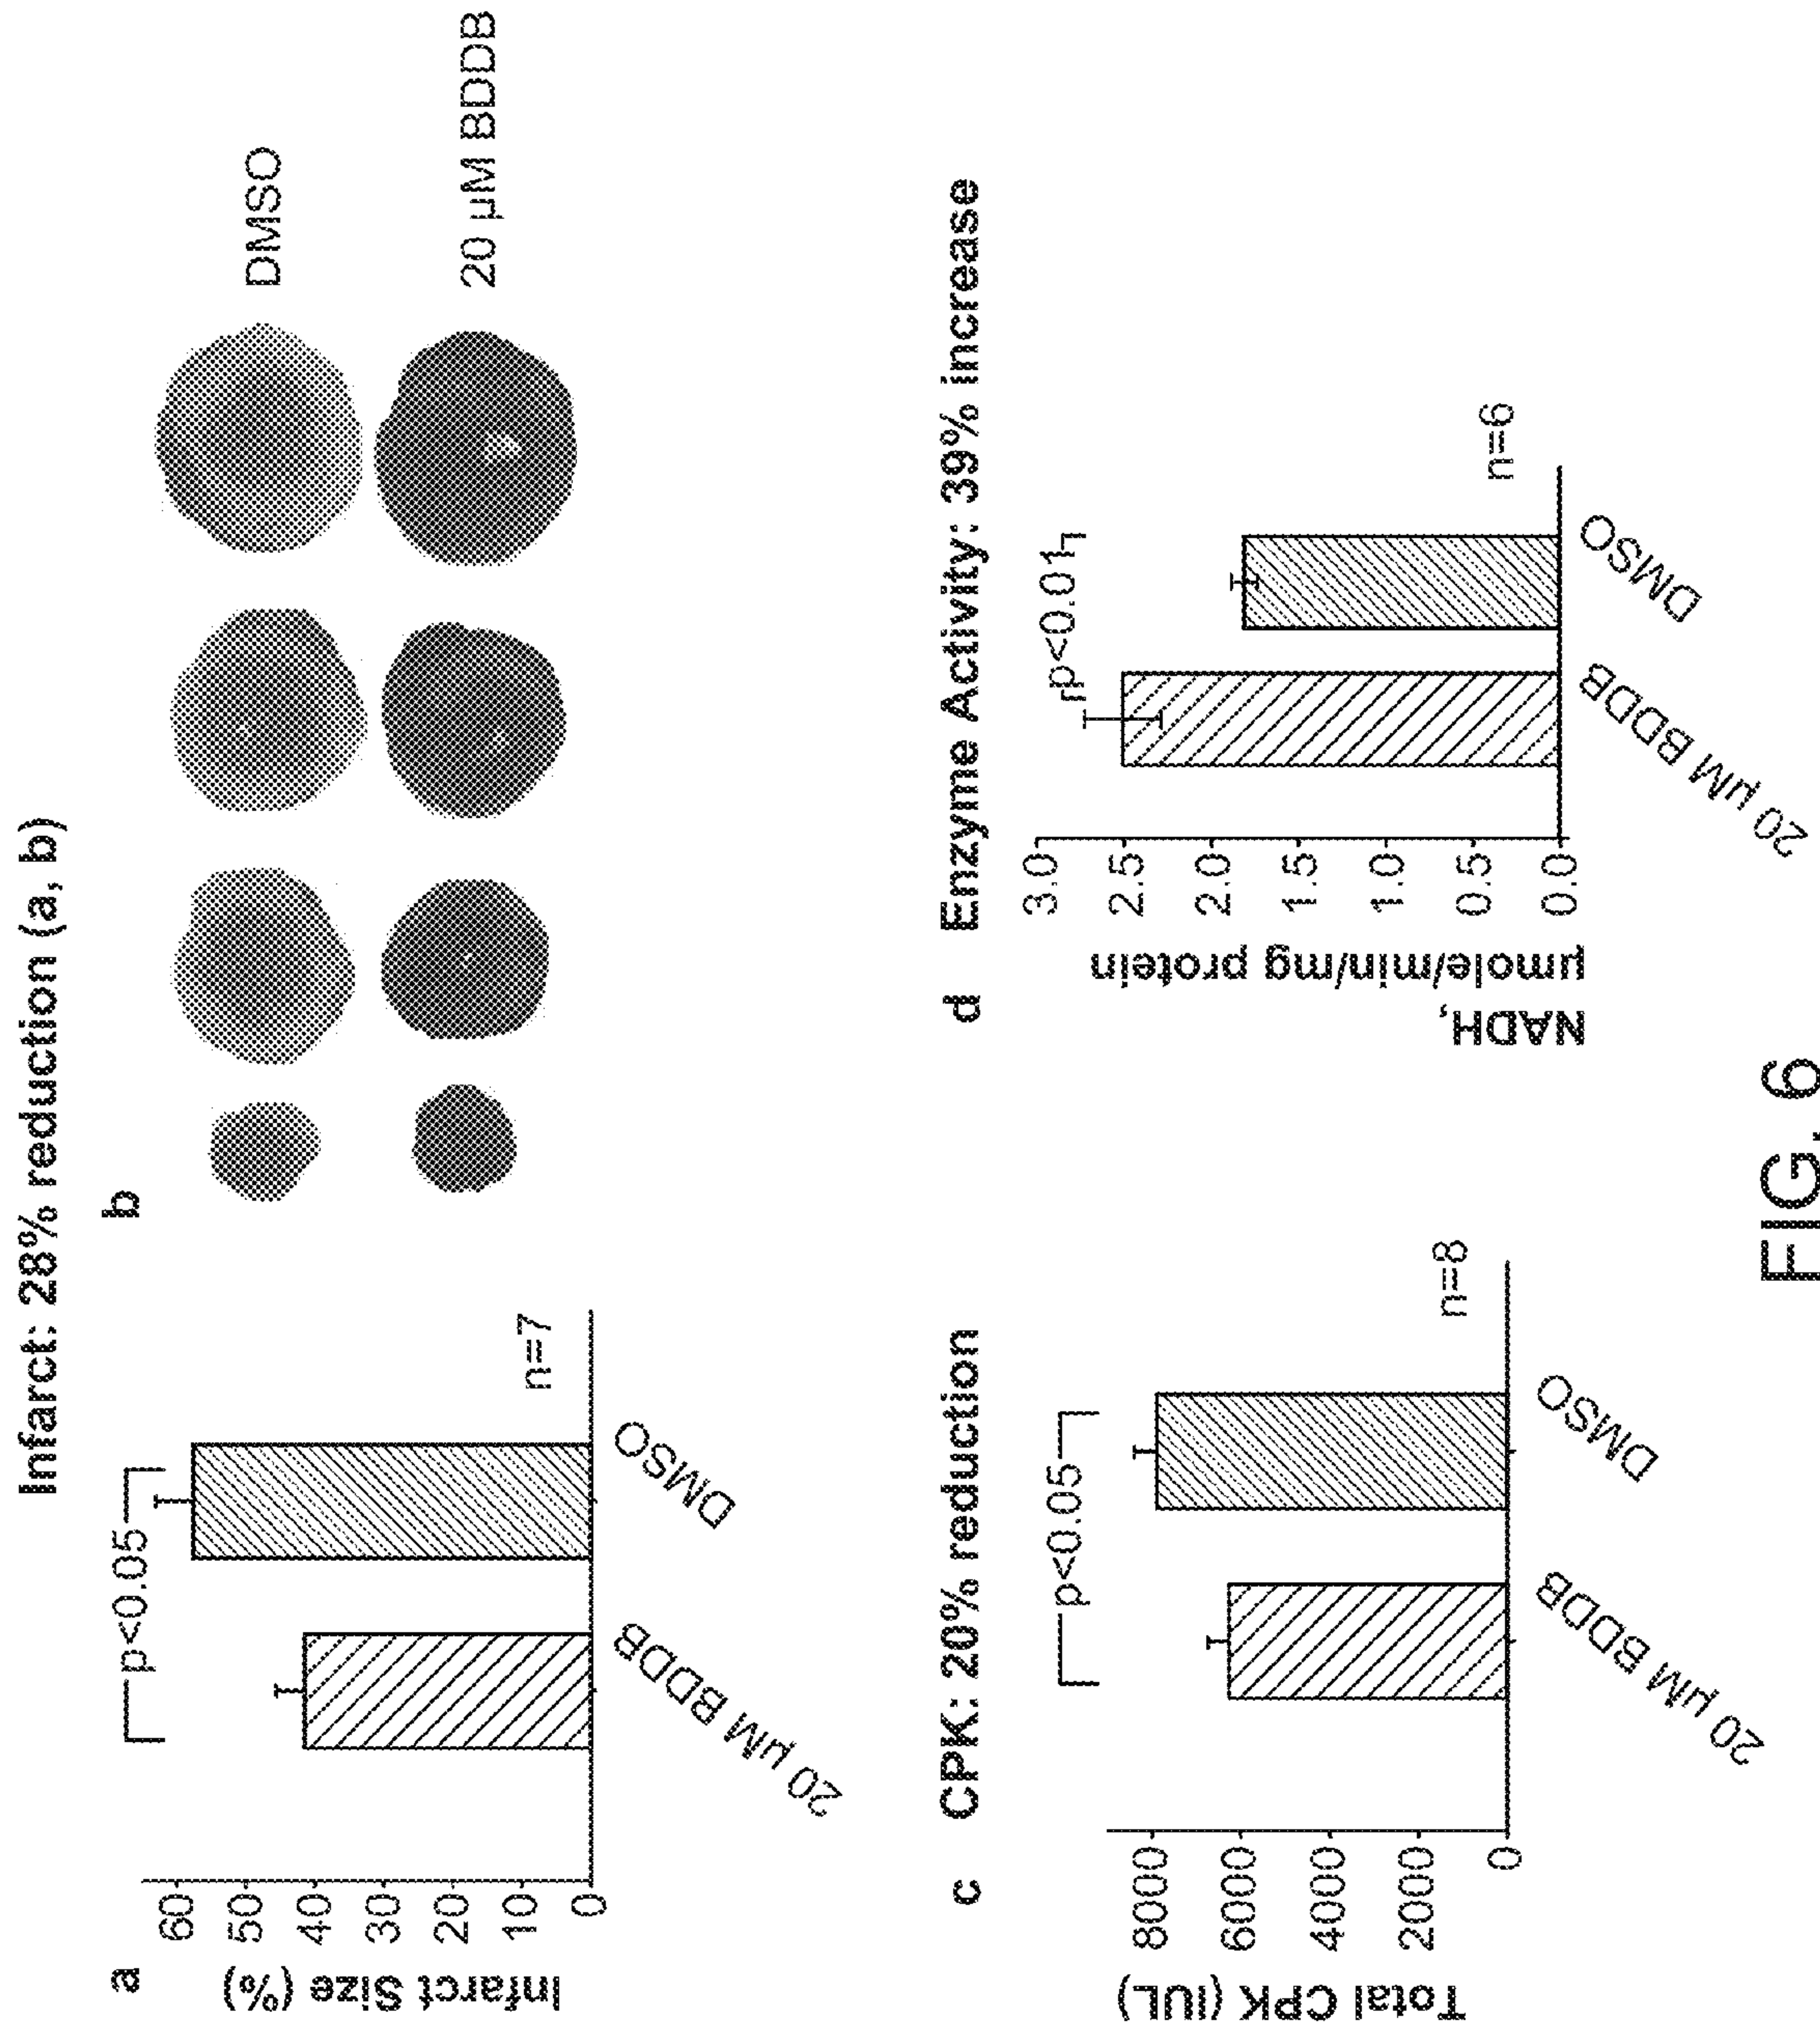 Infarct: 28% reduction (a, b)
a
Infarct Size (%)
60
50
40
30
20
10
0
p<0.05
n=7
20 µM BDDB
DMSO
b
DMSO
20 µM BDDB
c CPK: 20% reduction
Total CPK (IUL)
8000
6000
4000
2000
0
p<0.05
n=8
20 µM BDDB
DMSO
d Enzyme Activity: 39% increase
NADH,
µmole/min/mg protein
3.0
2.5
2.0
1.5
1.0
0.5
0.0
p<0.01
n=6
20 µM BDDB
DMSO
FIG. 6